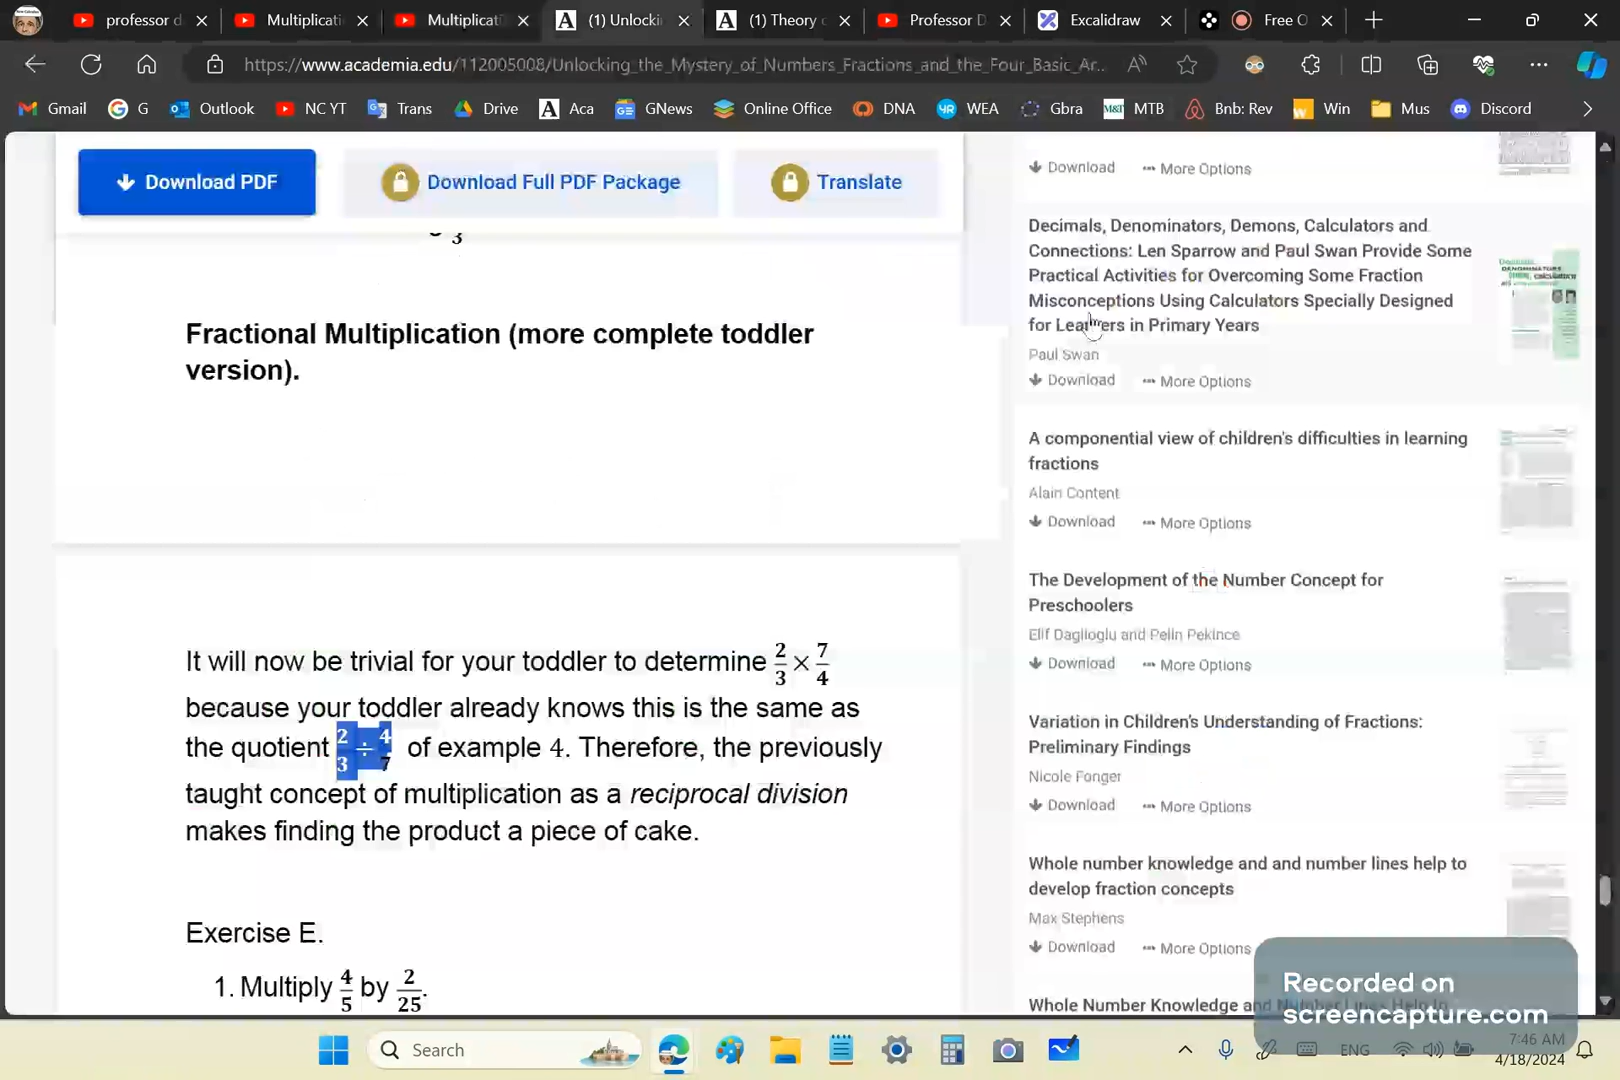 professor d
Multiplicati
Multiplicati
(1) Unlocki
(1) Theory o
Professor D
Excalidraw
Free O
https://www.academia.edu/112005008/Unlocking_the_Mystery_of_Numbers_Fractions_and_the_Four_Basic_Ar...
Gmail
G
Outlook
NC YT
Trans
Drive
Aca
GNews
Online Office
DNA
WEA
Gbra
MTB
Bnb: Rev
Win
Mus
Discord
Download PDF
Download Full PDF Package
Translate
3
Fractional Multiplication (more complete toddler
version).
It will now be trivial for your toddler to determine 2/3 × 7/4
because your toddler already knows this is the same as
the quotient 2/3 ÷ 4/7 of example 4. Therefore, the previously
taught concept of multiplication as a reciprocal division
makes finding the product a piece of cake.
Exercise E.
1. Multiply 4/5 by 2/25.
Download
More Options
Decimals, Denominators, Demons, Calculators and
Connections: Len Sparrow and Paul Swan Provide Some
Practical Activities for Overcoming Some Fraction
Misconceptions Using Calculators Specially Designed
for Learners in Primary Years
Paul Swan
Download
More Options
A componential view of children's difficulties in learning
fractions
Alain Content
Download
More Options
The Development of the Number Concept for
Preschoolers
Elif Daglioglu and Pelin Pekince
Download
More Options
Variation in Children's Understanding of Fractions:
Preliminary Findings
Nicole Fonger
Download
More Options
Whole number knowledge and and number lines help to
develop fraction concepts
Max Stephens
Download
More Options
Whole Number Knowledge and Number Lines Help To
Recorded on
screencapture.com
Search
ENG
7:46 AM
4/18/2024